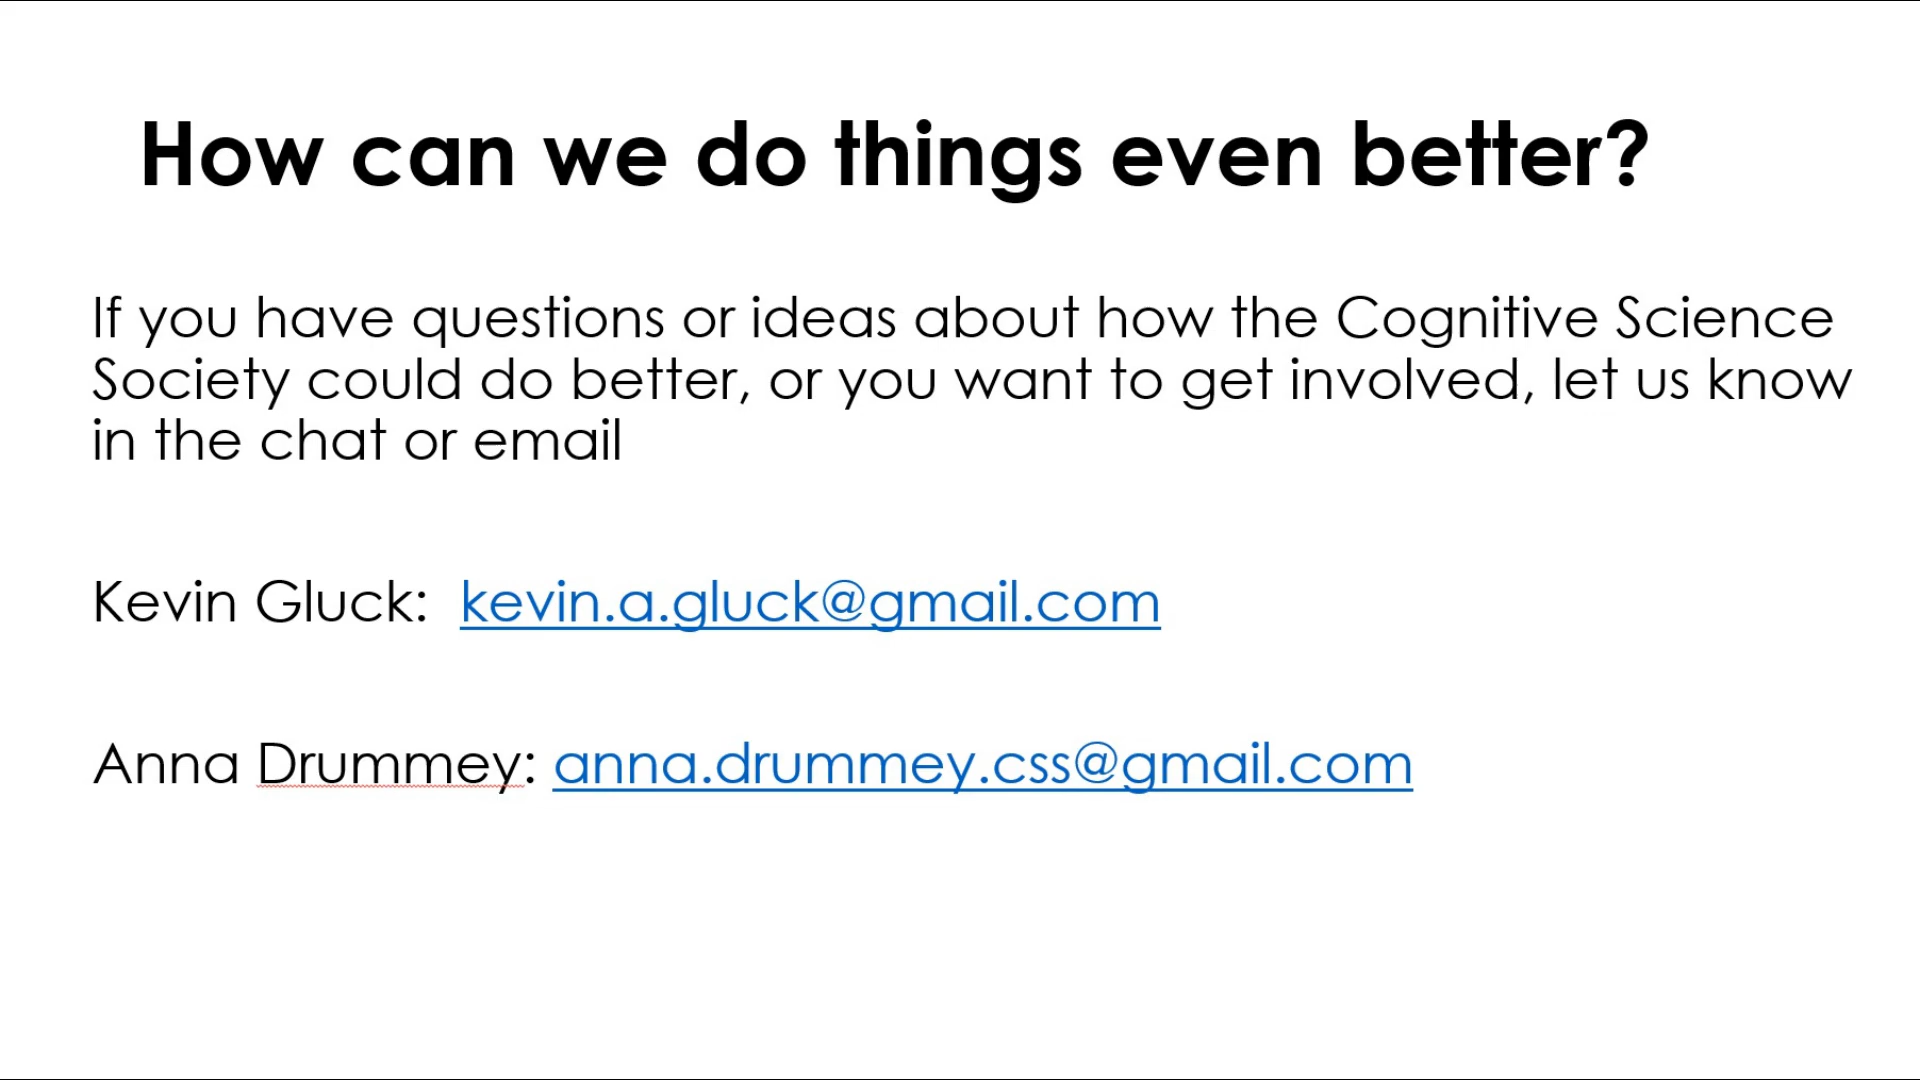 How can we do things even better?
If you have questions or ideas about how the Cognitive Science
Society could do better, or you want to get involved, let us know
in the chat or email
Kevin Gluck:  kevin.a.gluck@gmail.com
Anna Drummey: anna.drummey.css@gmail.com